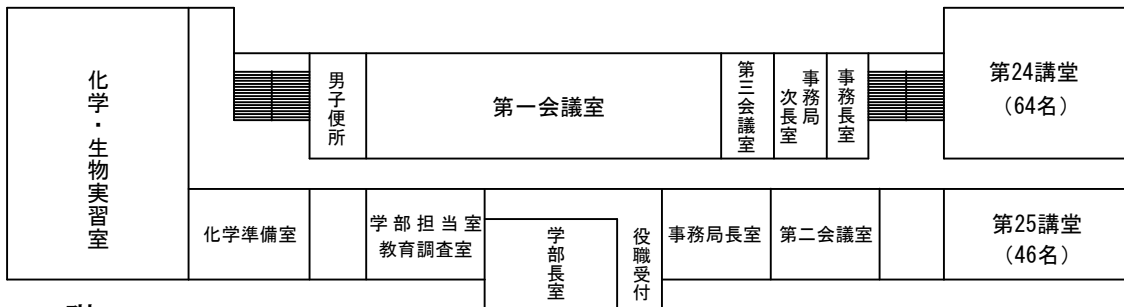 化学・生物実習室
男子便所
第一会議室
第三会議室
事務局
次長室
事務長室
第24講堂
（64名）
化学準備室
学部担当室
教育調査室
学部長室
役職受付
事務局長室
第二会議室
第25講堂
（46名）